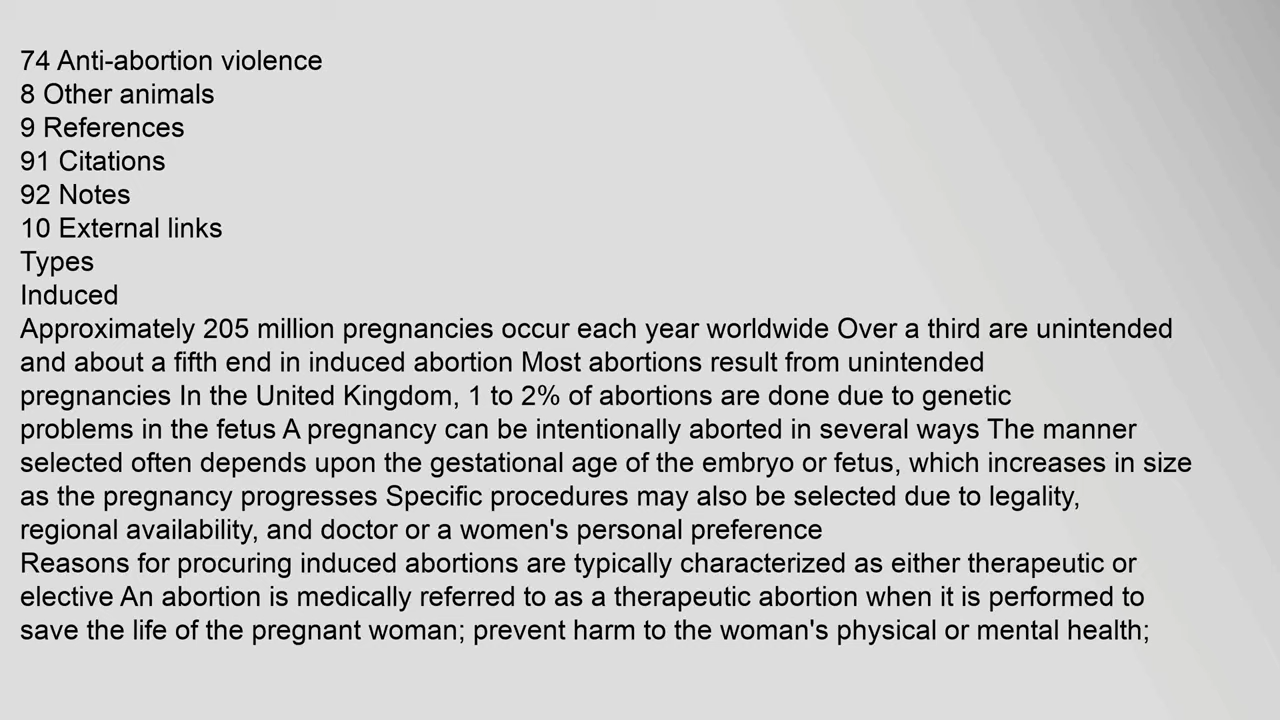 74 Anti-abortion violence
8 Other animals
9 References
91 Citations
92 Notes
10 External links
Types
Induced
Approximately 205 million pregnancies occur each year worldwide Over a third are unintended
and about a fifth end in induced abortion Most abortions result from unintended
pregnancies In the United Kingdom, 1 to 2% of abortions are done due to genetic
problems in the fetus A pregnancy can be intentionally aborted in several ways The manner
selected often depends upon the gestational age of the embryo or fetus, which increases in size
as the pregnancy progresses Specific procedures may also be selected due to legality,
regional availability, and doctor or a women's personal preference
Reasons for procuring induced abortions are typically characterized as either therapeutic or
elective An abortion is medically referred to as a therapeutic abortion when it is performed to
save the life of the pregnant woman; prevent harm to the woman's physical or mental health;